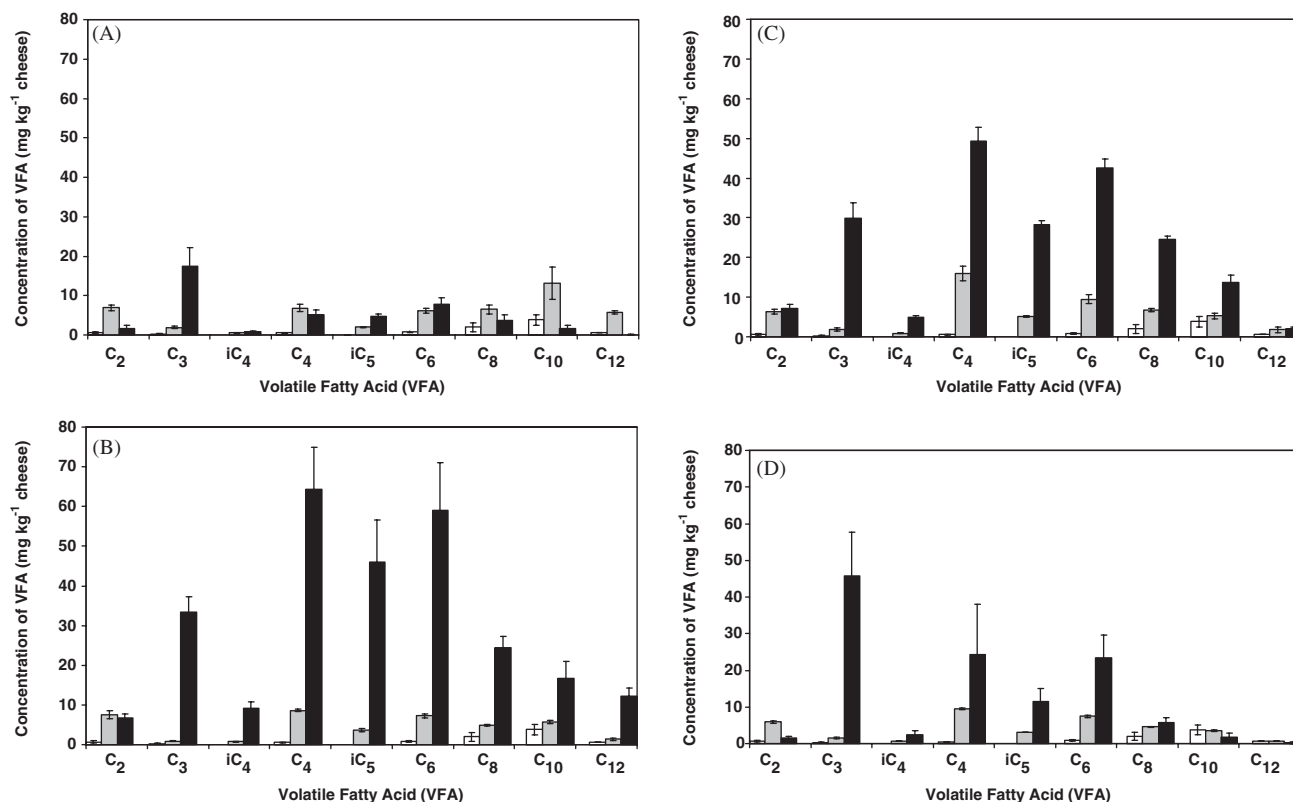 (A)
Concentration of VFA (mg kg⁻¹ cheese)
80
70
60
50
40
30
20
10
0
C₂ C₃ iC₄ C₄ iC₅ C₆ C₈ C₁₀ C₁₂
Volatile Fatty Acid (VFA)
(B)
Concentration of VFA (mg kg⁻¹ cheese)
80
70
60
50
40
30
20
10
0
C₂ C₃ iC₄ C₄ iC₅ C₆ C₈ C₁₀ C₁₂
Volatile Fatty Acid (VFA)
(C)
Concentration of VFA (mg kg⁻¹ cheese)
80
70
60
50
40
30
20
10
0
C₂ C₃ iC₄ C₄ iC₅ C₆ C₈ C₁₀ C₁₂
Volatile Fatty Acid (VFA)
(D)
Concentration of VFA (mg kg⁻¹ cheese)
80
70
60
50
40
30
20
10
0
C₂ C₃ iC₄ C₄ iC₅ C₆ C₈ C₁₀ C₁₂
Volatile Fatty Acid (VFA)